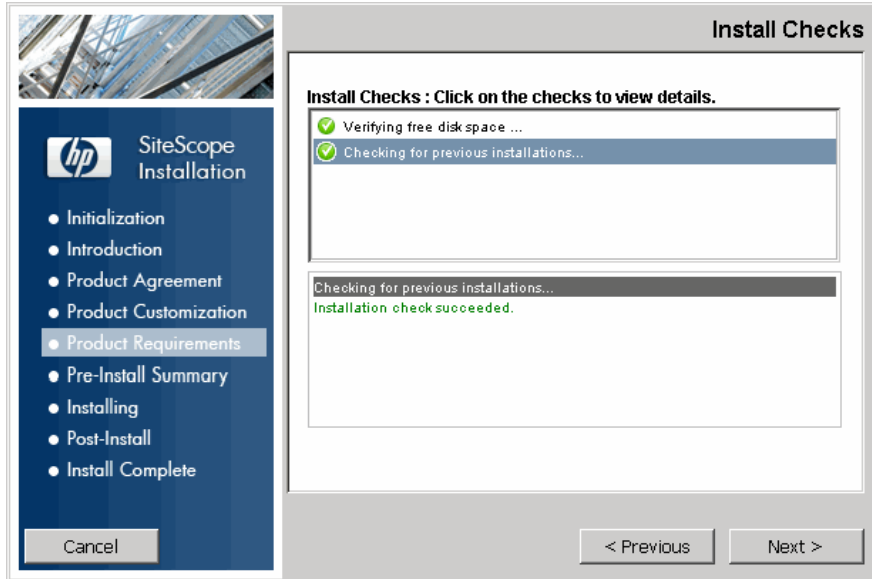 Install Checks
hp
SiteScope
Installation
Initialization
Introduction
Product Agreement
Product Customization
Product Requirements
Pre-Install Summary
Installing
Post-Install
Install Complete
Install Checks : Click on the checks to view details.
Verifying free disk space ...
Checking for previous installations...
Checking for previous installations...
Installation check succeeded.
Cancel
< Previous
Next >